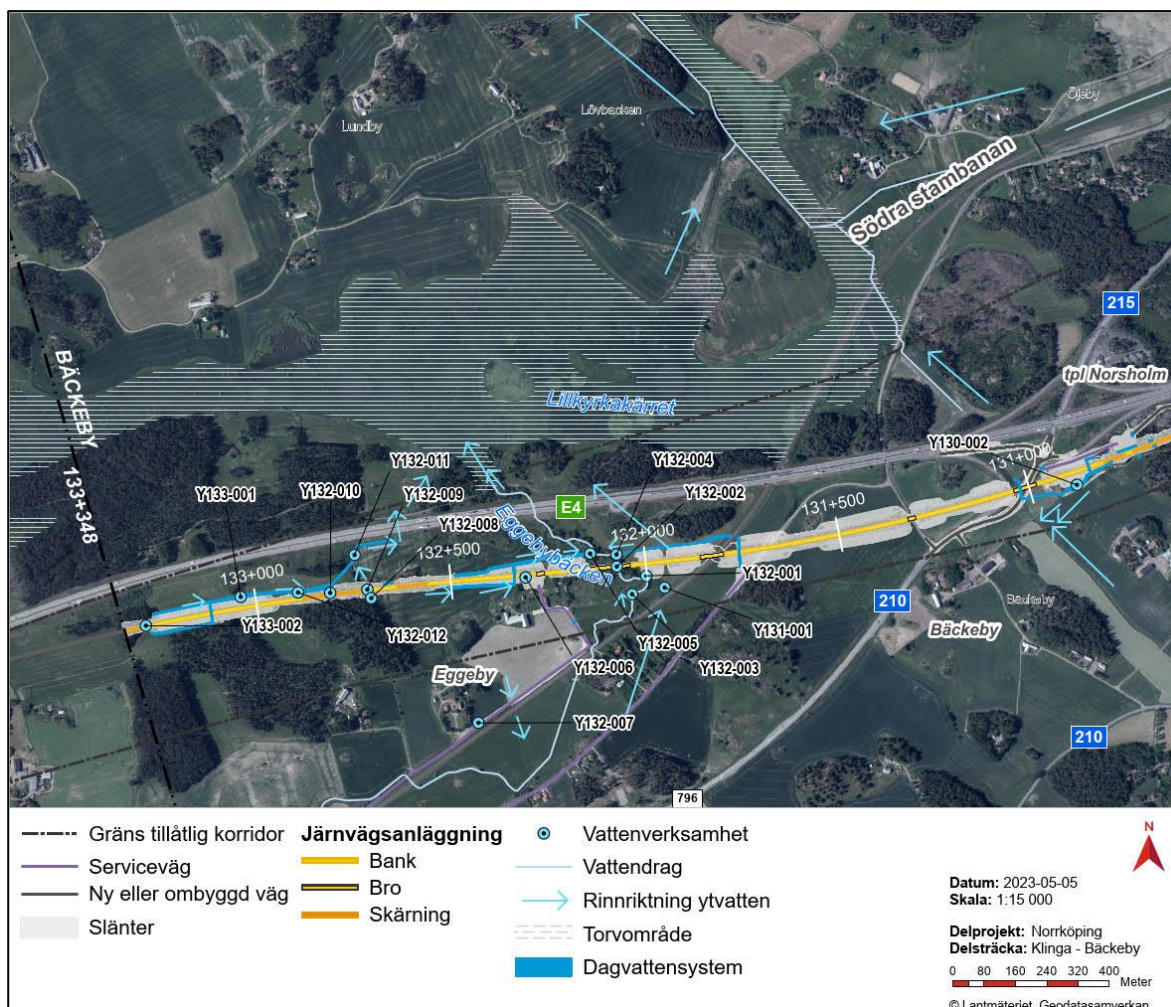 Lövbacken
Öjeby
Lundby
Södra stambanan
215
tpl Norsholm
Lillkyrkakärret
BÄCKEBY 133+348
Y130-002
131+000
Y132-011
Y132-004
Y133-001
Y132-010
Y132-009
Y132-002
131+500
Y132-008
E4
Eggebybäcken
132+000
132+500
133+000
Y132-001
210
Bäckeby
Bäckeby
Y133-002
Y131-001
Y132-012
Y132-005
Y132-006
Y132-003
Eggeby
Y132-007
210
796
Gräns tillåtlig korridor
Serviceväg
Ny eller ombyggd väg
Slänter
Järnvägsanläggning
Bank
Bro
Skärning
Vattenverksamhet
Vattendrag
Rinnriktning ytvatten
Torvområde
Dagvattensystem
N
Datum: 2023-05-05
Skala: 1:15 000
Delprojekt: Norrköping
Delsträcka: Klinga - Bäckeby
0 80 160 240 320 400
Meter
© Lantmäteriet, Geodatasamverkan